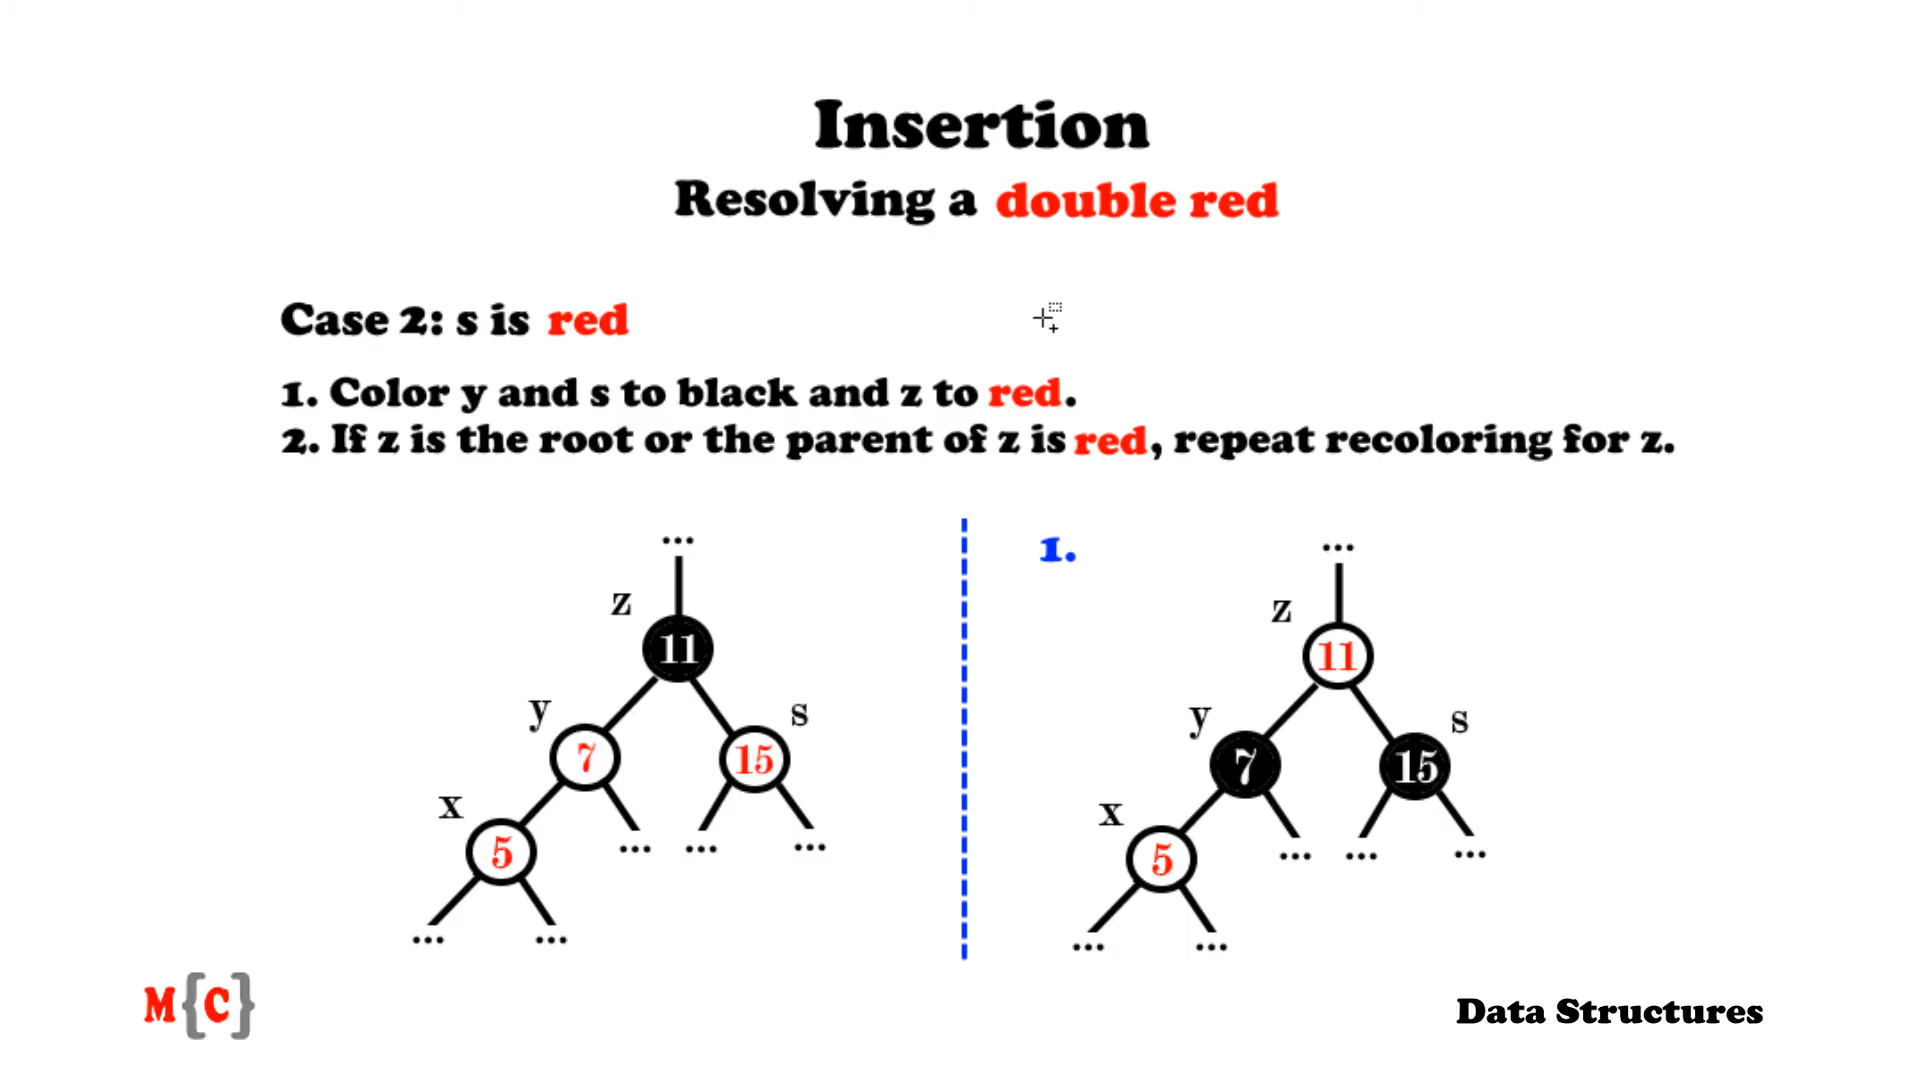 Insertion
Resolving a double red
Case 2: s is red
1. Color y and s to black and z to red.
2. If z is the root or the parent of z is red, repeat recoloring for z.
...
z
11
y
s
7
15
x
5
... ... ...
... ...
1.
...
z
11
y
s
7
15
x
5
... ... ...
... ...
M{C}
Data Structures